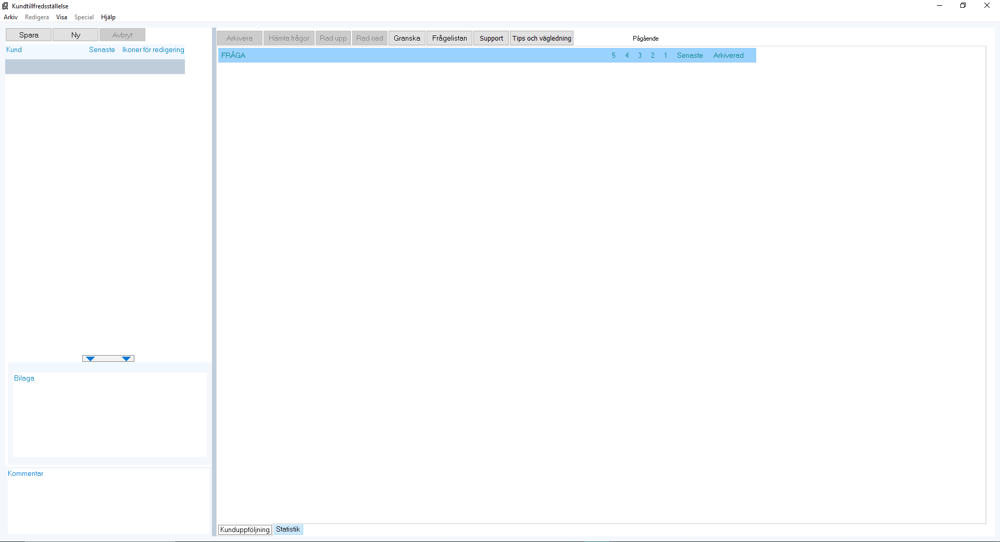 Kundtillfredsställelse
Arkiv Redigera Visa Special Hjälp
Spara Ny Avbryt
Kund Senaste Ikoner för redigering
Arkivera Hämta frågor Rad upp Rad ned Granska Frågelistan Support Tips och vägledning Pågående
FRÅGA 5 4 3 2 1 Senaste Arkiverad
Bilaga
Kommentar
Kunduppföljning Statistik